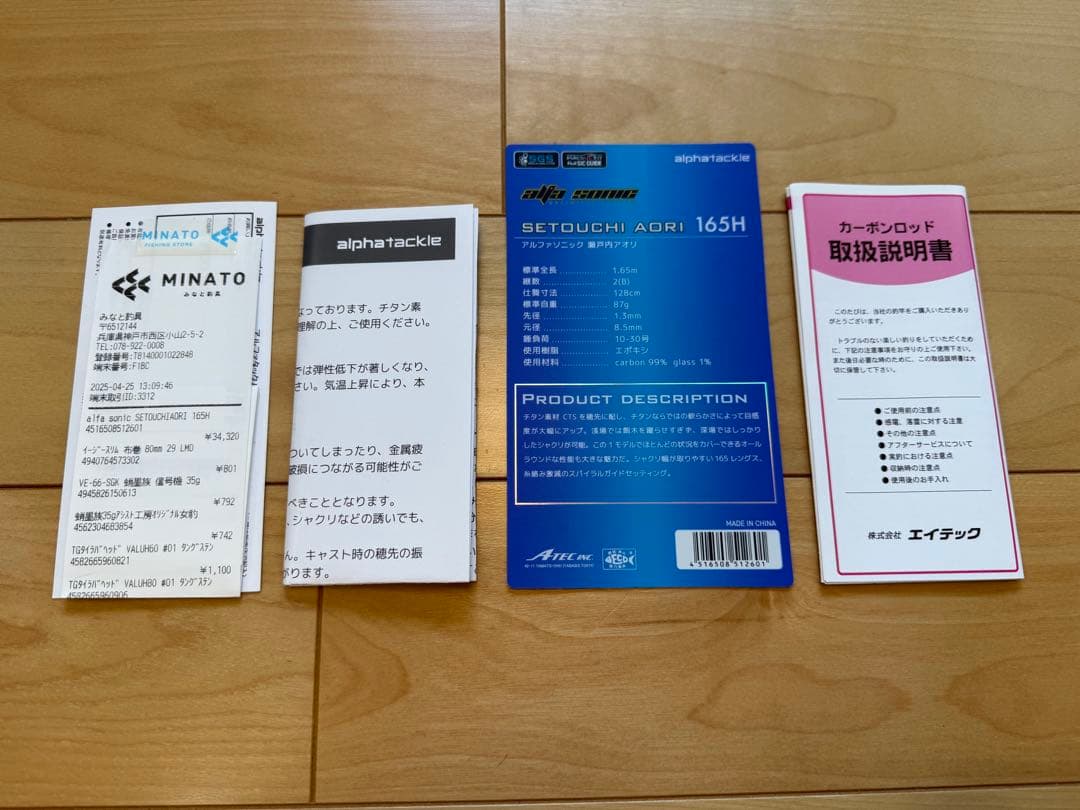 MINATO
FISHING STORE
MINATO
みなと釣具
みなと釣具
〒6512144
兵庫県神戸市西区小山2-5-2
TEL:078-922-0008
登録番号:T8140001022848
端末番号:F1BC
2025-04-25 13:09:46
端末取引ID:3312
alfa sonic SETOUCHIAORI 165H
4516508512601
¥34,320
イージースリム 布巻 80mm 29 LMO
4940764573302
¥801
VE-66-SGK 蛸墨族 信号機 35g
4945826150613
¥792
蛸墨族35gアシスト工房オリジナル女豹
4562304683854
¥742
TGタイラバヘッド VALUH60 #01 タングステン
4582665960821
¥1,100
TGタイラバヘッド VALUH80 #01 タングステン
4582665960906
alphatackle
なっております。チタン素
理解の上、ご使用ください。
では弾性低下が著しくなり、
さい。気温上昇により、本
ついてしまったり、金属疲
破損につながる可能性がご
べきこととなります。
、シャクリなどの誘いでも、
ん。キャスト時の穂先の振
がります。
SGS
alphatackle
alfa sonic
SETOUCHI AORI 165H
アルファソニック 瀬戸内アオリ
標準全長 .............. 1.65m
継数 .............. 2(B)
仕舞寸法 .............. 128cm
標準自重 .............. 87g
先径 .............. 1.3mm
元径 .............. 8.5mm
錘負荷 .............. 10-30号
使用樹脂 .............. エポキシ
使用材料 .............. carbon 99% glass 1%
PRODUCT DESCRIPTION
チタン素材 CTS を穂先に配し、チタンならではの軟らかさによって目感
度が大幅にアップ。浅場では餌木を躍らせすぎず、深場ではしっかり
したシャクリが可能。この1モデルでほとんどの状況をカバーできるオール
ラウンドな性能も大きな魅力だ。シャクリ幅が取りやすい165レングス、
糸絡み激減のスパイラルガイドセッティング。
MADE IN CHINA
A-TEC INC.
4 516508 512601
カーボンロッド
取扱説明書
このたびは、当社の釣竿をご購入いただきあり
がとうございます。
トラブルのない楽しい釣りをしていただくため
に、下記の注意事項をお守りの上ご使用下さい。
また後日必要な時のために、この取扱説明書は大
切に保管して下さい。
●ご使用前の注意点
●感電、落雷に対する注意
●その他の注意点
●アフターサービスについて
●実釣における注意点
●収納時の注意点
●使用後のお手入れ
株式会社 エイテック